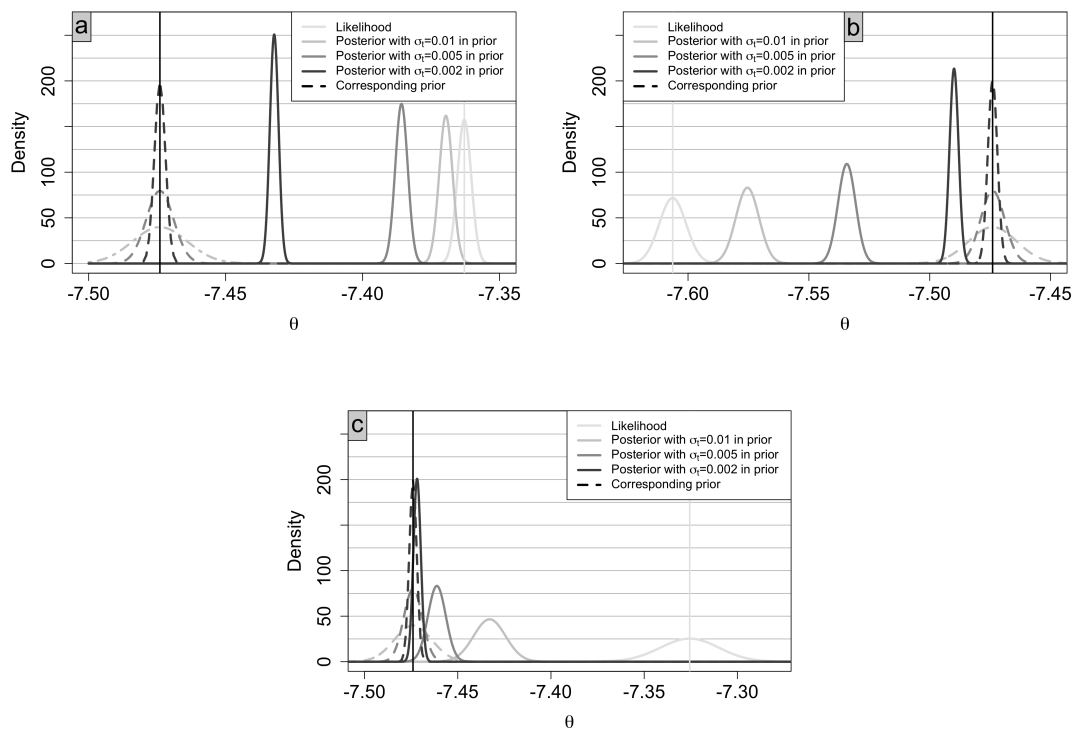 a
Likelihood
Posterior with σt=0.01 in prior
Posterior with σt=0.005 in prior
Posterior with σt=0.002 in prior
Corresponding prior
Density
0
50
100
200
-7.50
-7.45
-7.40
-7.35
θ
b
Likelihood
Posterior with σt=0.01 in prior
Posterior with σt=0.005 in prior
Posterior with σt=0.002 in prior
Corresponding prior
Density
0
50
100
200
-7.60
-7.55
-7.50
-7.45
θ
c
Likelihood
Posterior with σt=0.01 in prior
Posterior with σt=0.005 in prior
Posterior with σt=0.002 in prior
Corresponding prior
Density
0
50
100
200
-7.50
-7.45
-7.40
-7.35
-7.30
θ